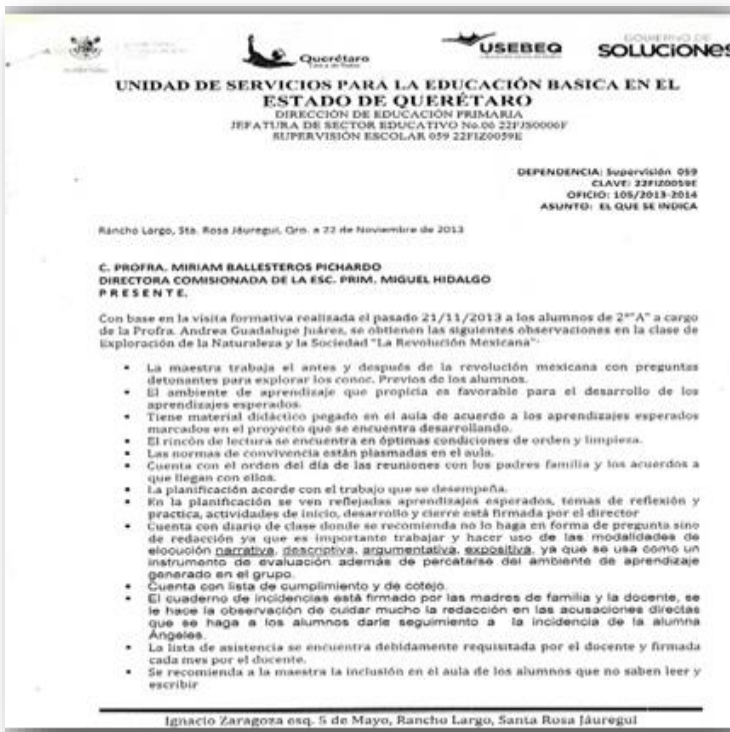 Querétaro
USEBEQ
GOBIERNO DE
SOLUCIONES
UNIDAD DE SERVICIOS PARA LA EDUCACIÓN BASICA EN EL
ESTADO DE QUERÉTARO
DIRECCIÓN DE EDUCACIÓN PRIMARIA
JEFATURA DE SECTOR EDUCATIVO No.06 22FJS0006F
SUPERVISIÓN ESCOLAR 059 22FIZ0059E
DEPENDENCIA: Supervisión 059
CLAVE: 22FIZ0059E
OFICIO: 105/2013-2014
ASUNTO: EL QUE SE INDICA
Rancho Largo, Sta. Rosa Jáuregui, Qro. a 22 de Noviembre de 2013
C. PROFRA. MIRIAM BALLESTEROS PICHARDO
DIRECTORA COMISIONADA DE LA ESC. PRIM. MIGUEL HIDALGO
P R E S E N T E.
Con base en la visita formativa realizada el pasado 21/11/2013 a los alumnos de 2°"A" a cargo
de la Profra. Andrea Guadalupe Juárez, se obtienen las siguientes observaciones en la clase de
Exploración de la Naturaleza y la Sociedad "La Revolución Mexicana":
• La maestra trabaja el antes y después de la revolución mexicana con preguntas
detonantes para explorar los conoc. Previos de los alumnos.
• El ambiente de aprendizaje que propicia es favorable para el desarrollo de los
aprendizajes esperados.
• Tiene material didáctico pegado en el aula de acuerdo a los aprendizajes esperados
marcados en el proyecto que se encuentra desarrollando.
• El rincón de lectura se encuentra en óptimas condiciones de orden y limpieza.
• Las normas de convivencia están plasmadas en el aula.
• Cuenta con el orden del día de las reuniones con los padres familia y los acuerdos a
que llegan con ellos.
• La planificación acorde con el trabajo que se desempeña.
• En la planificación se ven reflejadas aprendizajes esperados, temas de reflexión y
practica, actividades de inicio, desarrollo y cierre está firmada por el director
• Cuenta con diario de clase donde se recomienda no lo haga en forma de pregunta sino
de redacción ya que es importante trabajar y hacer uso de las modalidades de
elocución narrativa, descriptiva, argumentativa, expositiva, ya que se usa como un
instrumento de evaluación además de percatarse del ambiente de aprendizaje
generado en el grupo.
• Cuenta con lista de cumplimiento y de cotejo.
• El cuaderno de incidencias está firmado por las madres de familia y la docente, se
le hace la observación de cuidar mucho la redacción en las acusaciones directas
que se haga a los alumnos darle seguimiento a la incidencia de la alumna
Ángeles.
• La lista de asistencia se encuentra debidamente requisitada por el docente y firmada
cada mes por el docente.
• Se recomienda a la maestra la inclusión en el aula de los alumnos que no saben leer y
escribir
Ignacio Zaragoza esq. 5 de Mayo, Rancho Largo, Santa Rosa Jáuregui